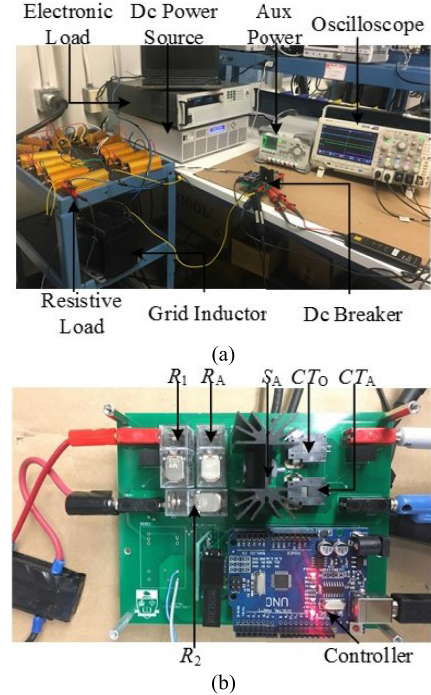 Electronic Load
Dc Power Source
Aux Power
Oscilloscope
Resistive Load
Grid Inductor
Dc Breaker
(a)
R1 RA SA CTO CTA
UNO
R2
Controller
(b)